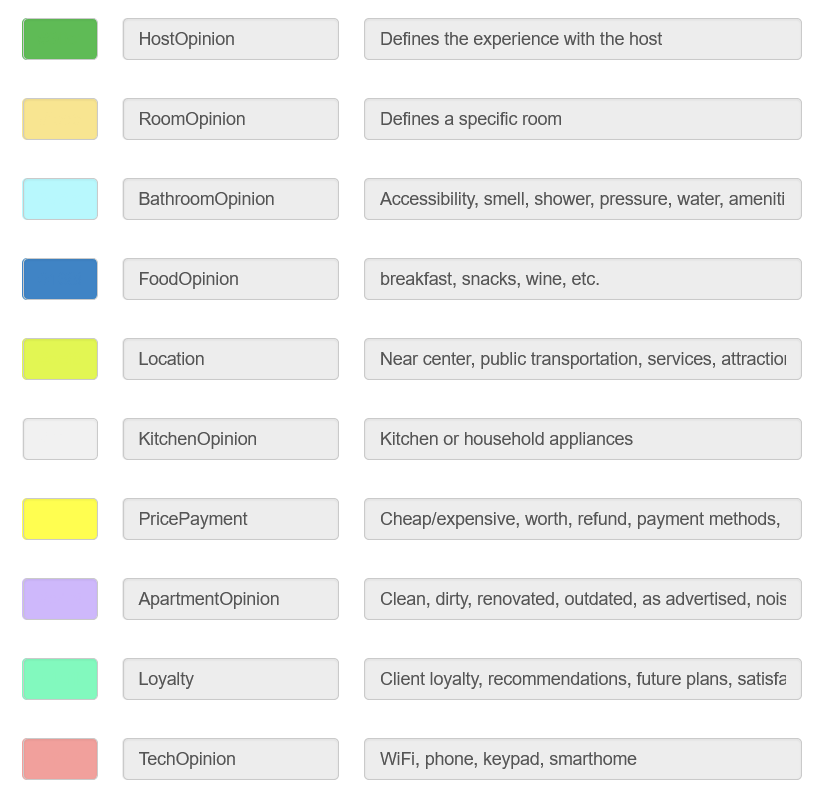 HostOpinion Defines the experience with the host
RoomOpinion Defines a specific room
BathroomOpinion Accessibility, smell, shower, pressure, water, ameniti
FoodOpinion breakfast, snacks, wine, etc.
Location Near center, public transportation, services, attraction
KitchenOpinion Kitchen or household appliances
PricePayment Cheap/expensive, worth, refund, payment methods,
ApartmentOpinion Clean, dirty, renovated, outdated, as advertised, nois
Loyalty Client loyalty, recommendations, future plans, satisfa
TechOpinion WiFi, phone, keypad, smarthome